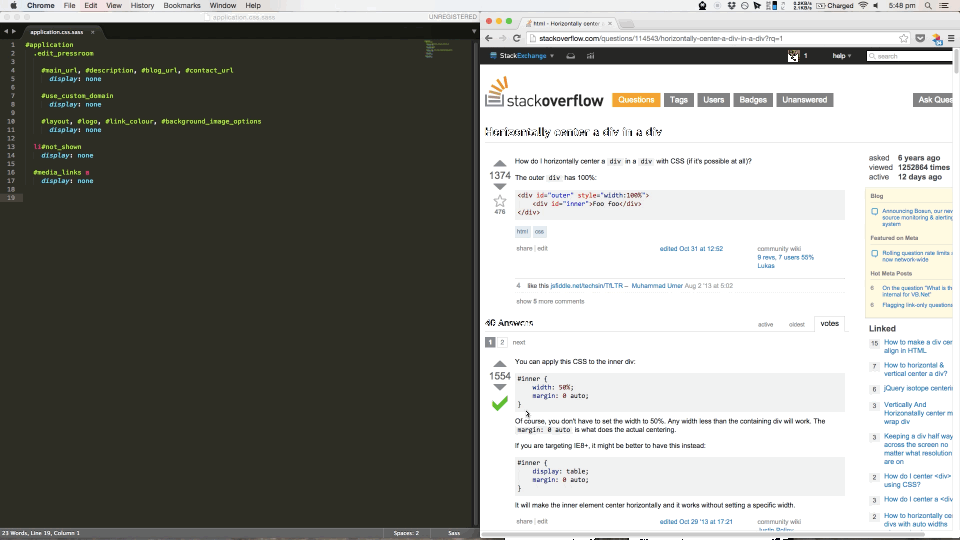 Chrome File Edit View History Bookmarks Window Help
0.2KB/s
2.1KB/s
Charged
5:48 pm
application.css.sass
UNREGISTERED
application.css.sass
1 #application
2 .edit_pressroom
3
4 #main_url, #description, #blog_url, #contact_url
5 display: none
6
7 #use_custom_domain
8 display: none
9
10 #layout, #logo, #link_colour, #background_image_options
11 display: none
12
13 li#not_shown
14 display: none
15
16 #media_links a
17 display: none
18
19
23 Words, Line 19, Column 1
Spaces: 2
Sass
html - Horizontally center a
stackoverflow.com/questions/114543/horizontally-center-a-div-in-a-div?rq=1
StackExchange
1
help
search
stackoverflow
Questions
Tags
Users
Badges
Unanswered
Ask Ques
Horizontally center a div in a div
1374
476
How do I horizontally center a div in a div with CSS (if it's possible at all)?
The outer div has 100%:
<div id="outer" style="width:100%">
<div id="inner">Foo foo</div>
</div>
html css
share | edit
edited Oct 31 at 12:52
community wiki
9 revs, 7 users 55%
Lukas
4 like this jsfiddle.net/techsin/TfLTR – Muhammad Umer Aug 2 '13 at 5:02
show 5 more comments
40 Answers
active
oldest
votes
1 2 next
1554
You can apply this CSS to the inner div:
#inner {
width: 50%;
margin: 0 auto;
}
Of course, you don't have to set the width to 50%. Any width less than the containing div will work. The
margin: 0 auto is what does the actual centering.
If you are targeting IE8+, it might be better to have this instead:
#inner {
display: table;
margin: 0 auto;
}
It will make the inner element center horizontally and it works without setting a specific width.
share | edit
edited Oct 29 '13 at 17:21
community wiki
asked 6 years ago
viewed 1252864 times
active 12 days ago
Blog
Announcing Bosun, our new
source monitoring & alerting
system
Featured on Meta
Rolling question rate limits
now network-wide
Hot Meta Posts
6 On the question "What is th
internal for VB.Net"
6 Flagging link-only questions
Linked
15 How to make a div cen
align in HTML
7 How to horizontal &
vertical center a div?
6 jQuery isotope centerin
3 Vertically And
Horizonatally center m
wrap div
3 Keeping a div half way
across the screen no
matter what resolution
are on
2 How do I center <div>
using CSS?
3 How do I center a <div
2 How to horizontally cen
divs with auto widths